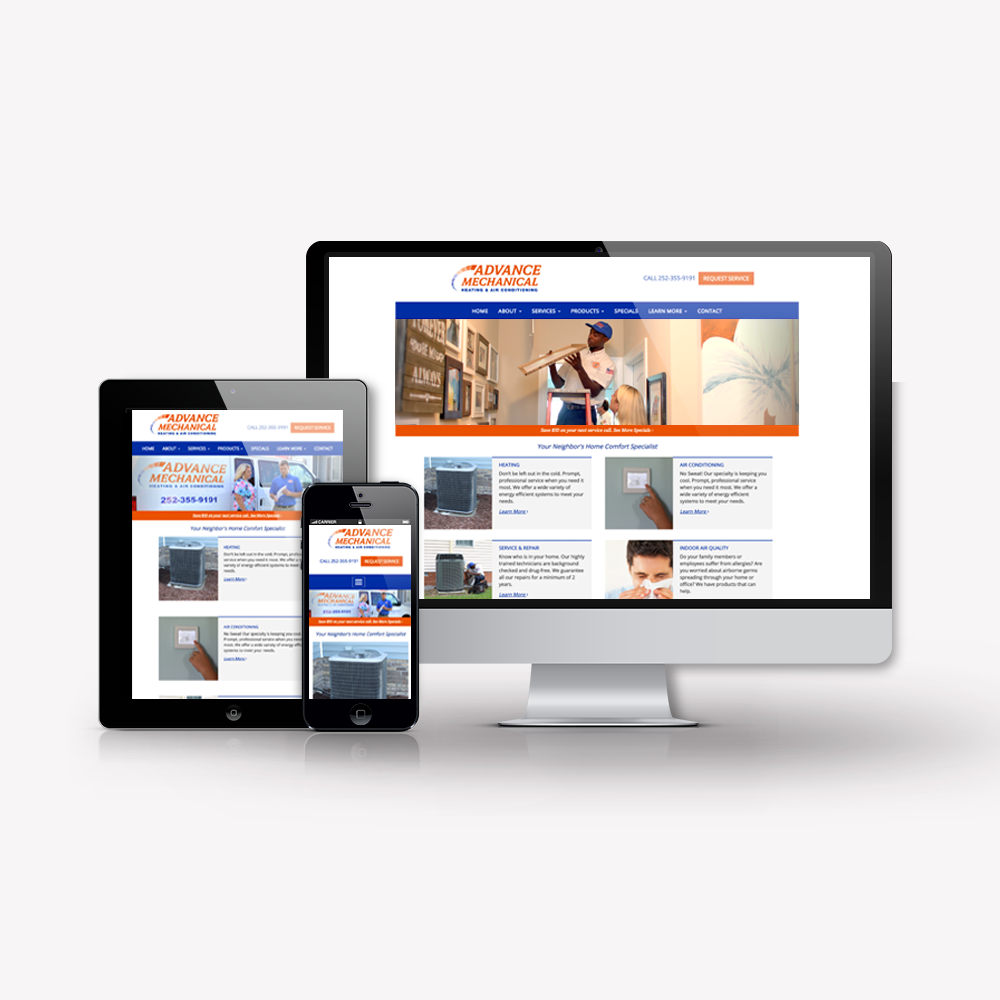 ADVANCE
MECHANICAL
HEATING & AIR CONDITIONING
CALL 252-355-9191 REQUEST SERVICE
HOME ABOUT SERVICES PRODUCTS SPECIALS LEARN MORE CONTACT
FOREVER
ALWAYS
Save $10 on your next service call. See More Specials ›
Your Neighbor's Home Comfort Specialist
HEATING
Don't be left out in the cold. Prompt,
professional service when you need it
most. We offer a wide variety of
energy efficient systems to meet your
needs.
Learn More ›
AIR CONDITIONING
No Sweat! Our specialty is keeping you
cool. Prompt, professional service
when you need it most. We offer a
wide variety of energy efficient
systems to meet your needs.
Learn More ›
SERVICE & REPAIR
Know who is in your home. Our highly
trained technicians are background
checked and drug-free. We guarantee
all our repairs for a minimum of 2
years.
Learn More ›
INDOOR AIR QUALITY
Do your family members or
employees suffer from allergies? Are
you worried about airborne germs
spreading through your home or
office? We have products that can
help.
ADVANCE
MECHANICAL
HEATING & AIR CONDITIONING
CALL 252-355-9191 REQUEST SERVICE
HOME ABOUT SERVICES PRODUCTS SPECIALS LEARN MORE CONTACT
ADVANCE
MECHANICAL
HEATING & AIR CONDITIONING
252-355-9191
Save $10 on your next service call. See More Specials
Your Neighbor's Home Comfort Specialist
HEATING
Don't be left out in the cold. Prompt,
service when you need it most. We offer a wide
variety of energy efficient systems to
needs.
Learn More ›
AIR CONDITIONING
No Sweat! Our specialty is keeping you cool.
Prompt, professional service when you need it
most. We offer a wide variety of energy efficient
systems to meet your needs.
Learn More ›
CARRIER
ADVANCE
MECHANICAL
HEATING & AIR CONDITIONING
CALL 252-355-9191 REQUEST SERVICE
ADVANCE
MECHANICAL
252-355-9191
Save $10 on your next service call. See More Specials ›
Your Neighbor's Home Comfort Specialist